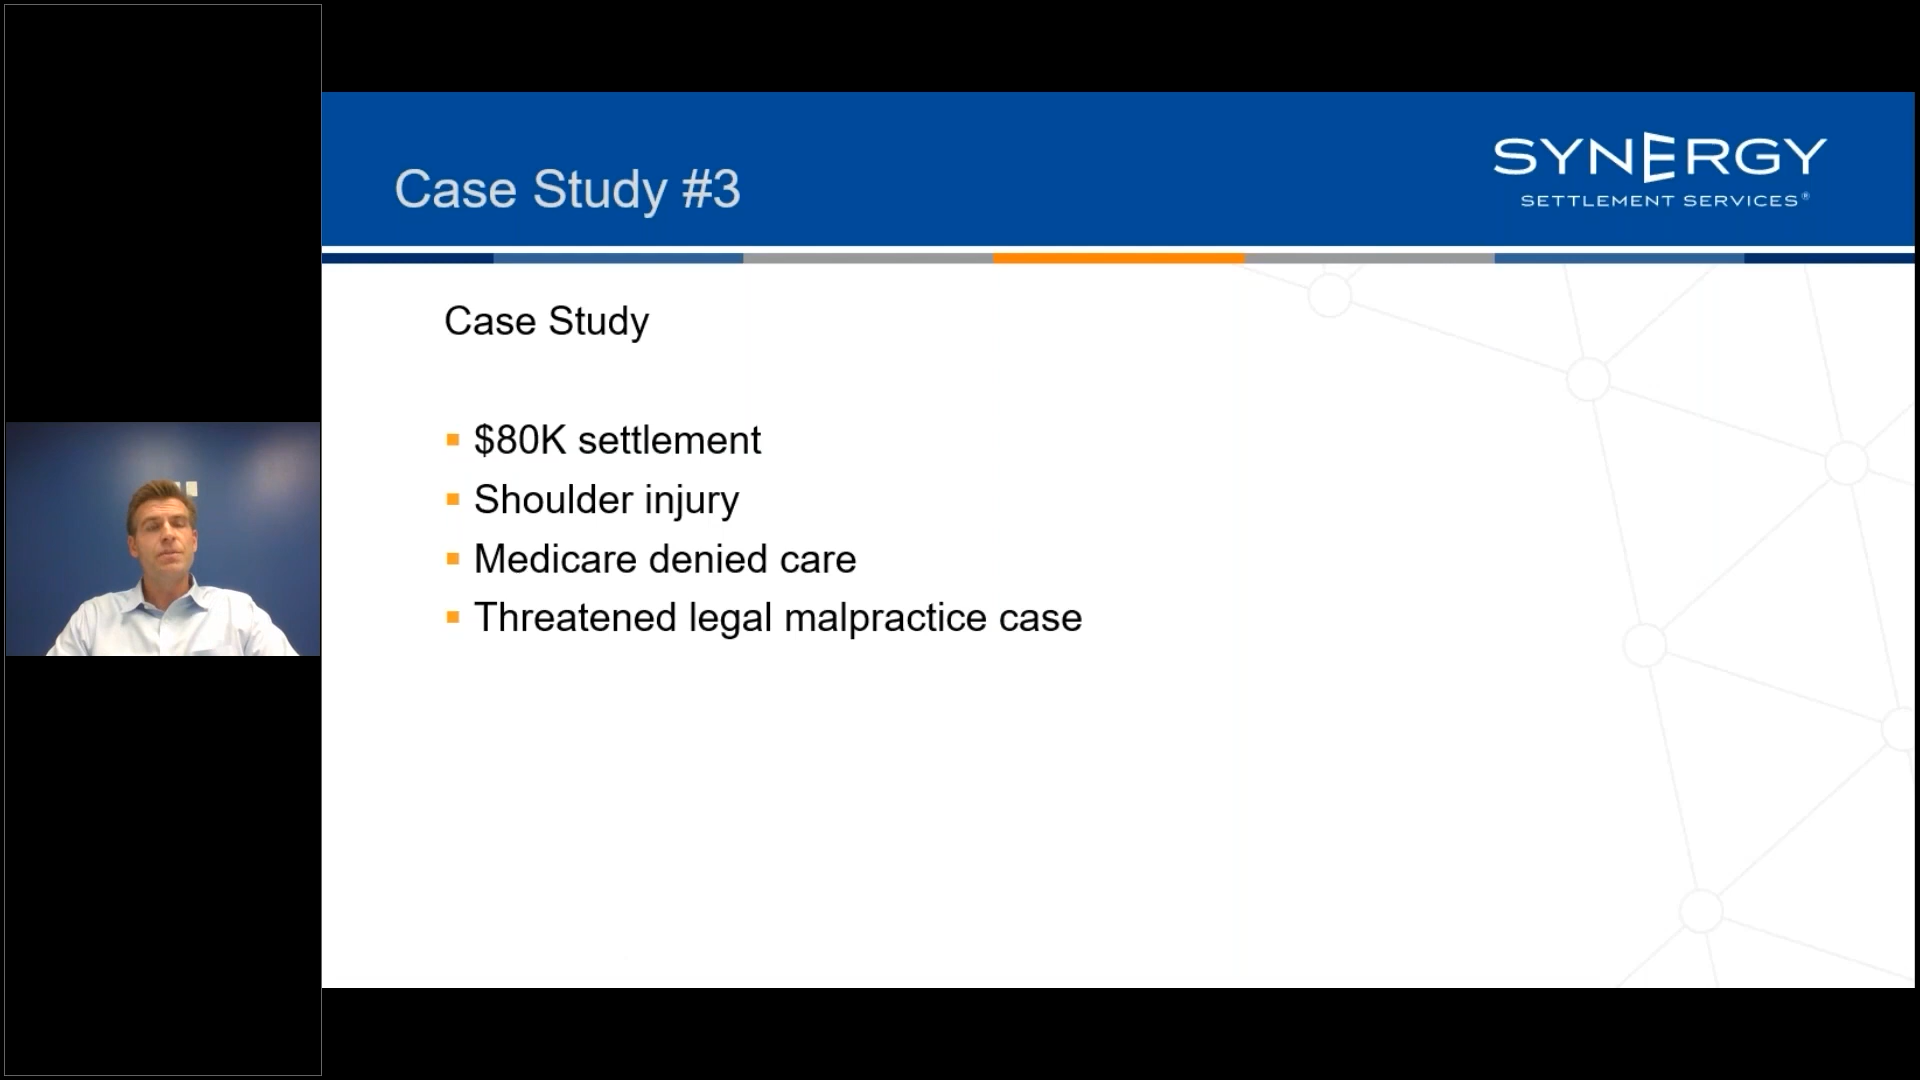 Case Study #3
SYNERGY
SETTLEMENT SERVICES®
Case Study
$80K settlement
Shoulder injury
Medicare denied care
Threatened legal malpractice case